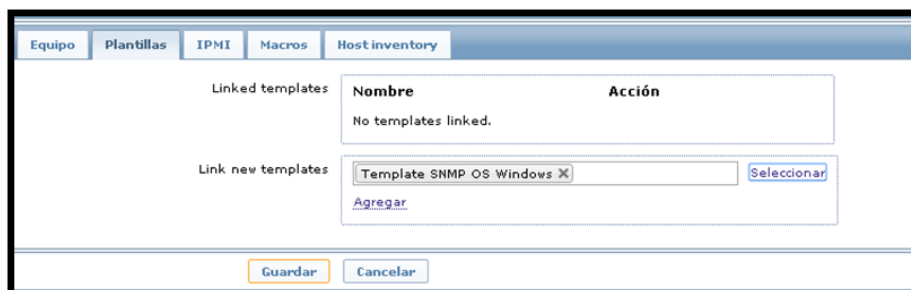 Equipo Plantillas IPMI Macros Host inventory
Linked templates Nombre Acción
No templates linked.
Link new templates Template SNMP OS Windows Seleccionar
Agregar
Guardar Cancelar